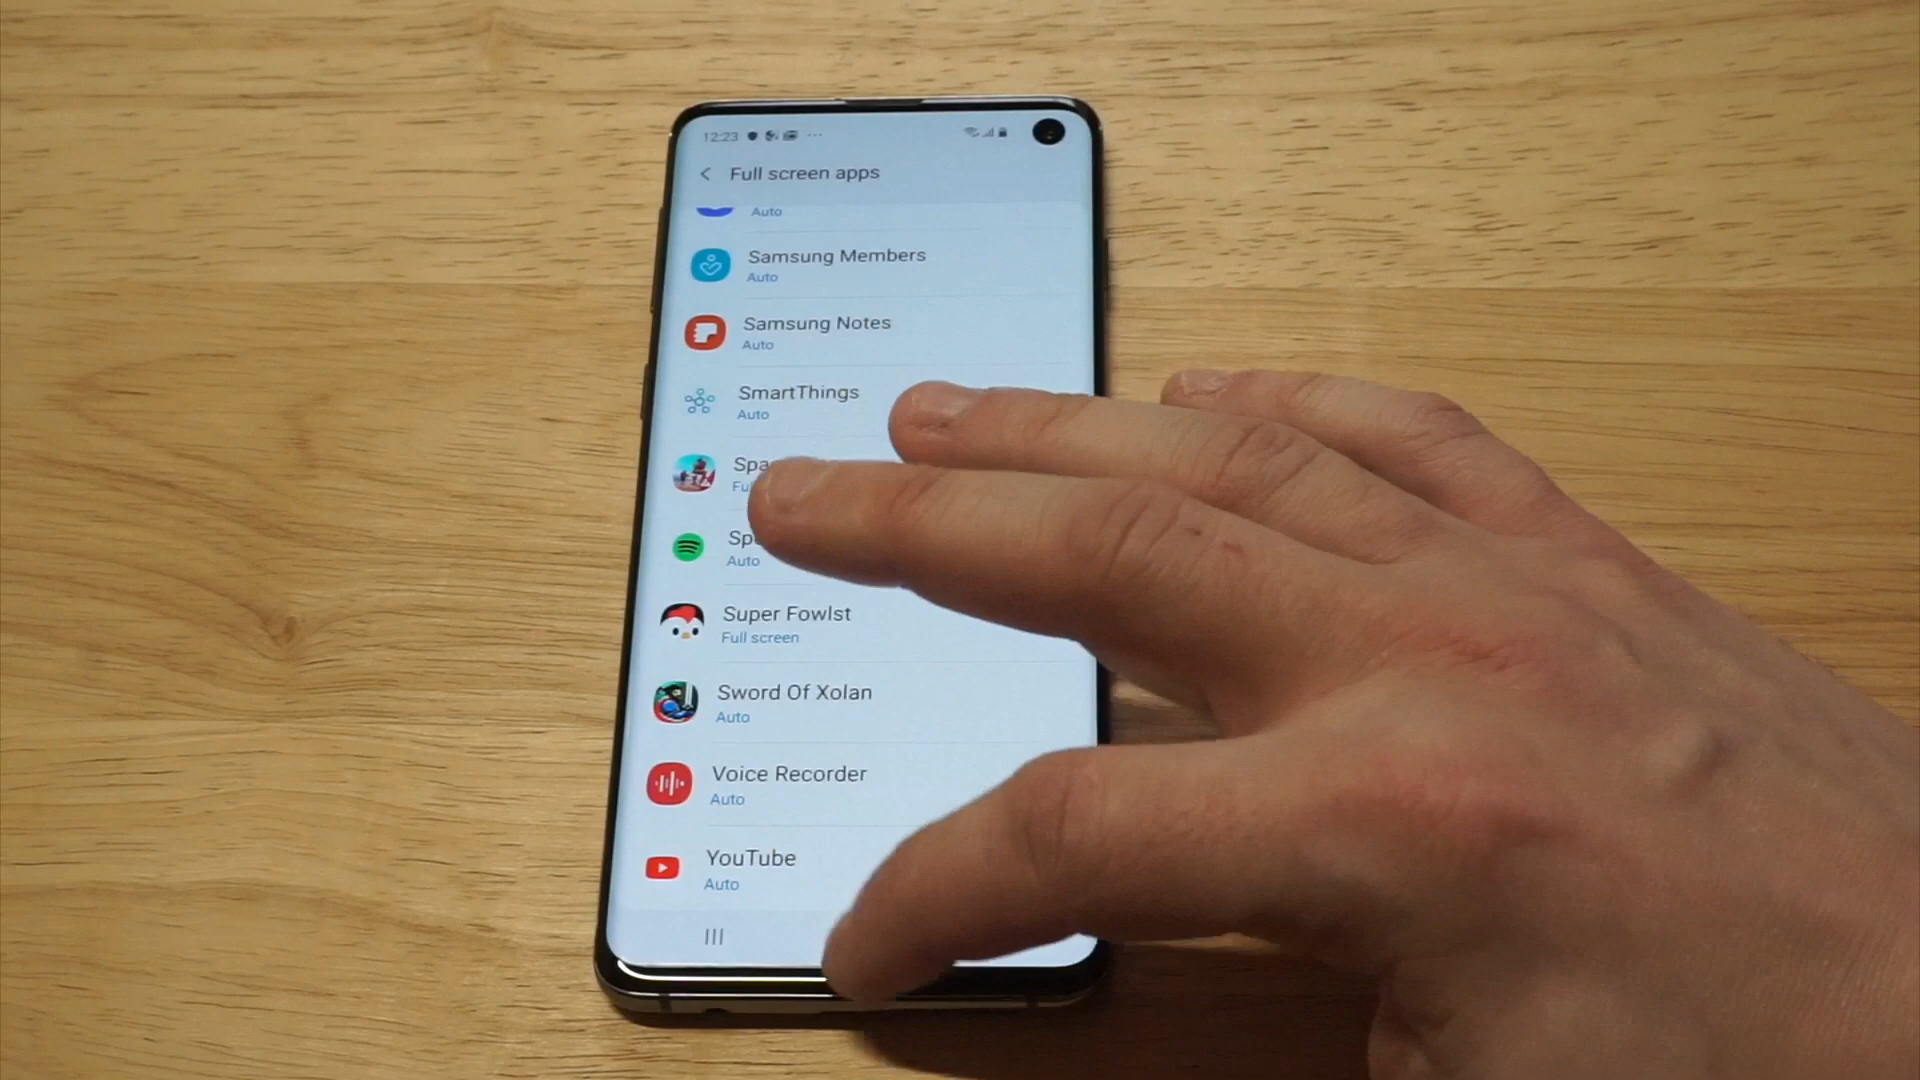 12:23
Full screen apps
Auto
Samsung Members
Auto
Samsung Notes
Auto
SmartThings
Auto
Auto
Super Fowlst
Full screen
Sword Of Xolan
Auto
Voice Recorder
Auto
YouTube
Auto